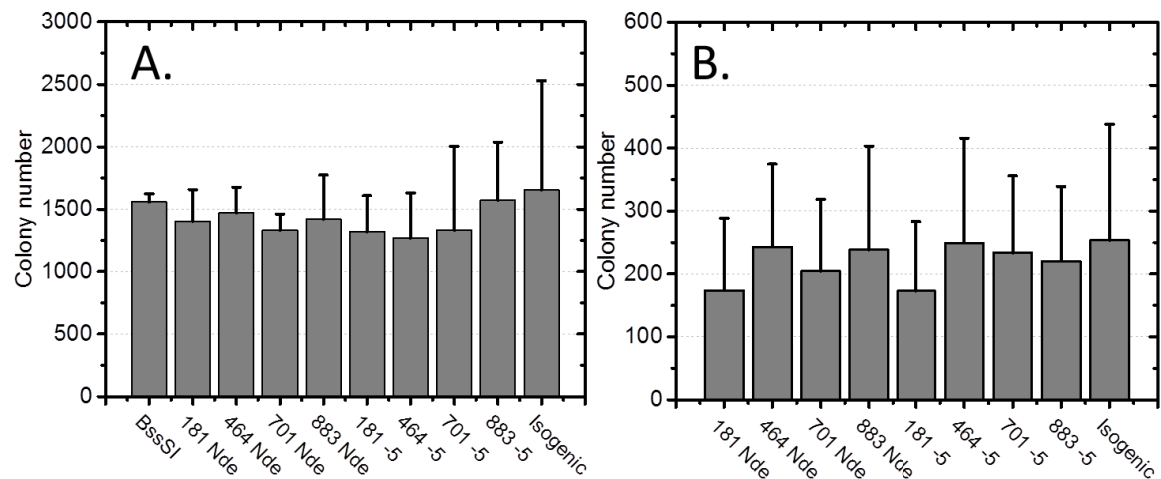 A.
Colony number
3000
2500
2000
1500
1000
500
0
BssSI
181 Nde
464 Nde
701 Nde
883 Nde
181 -5
464 -5
701 -5
883 -5
Isogenic
B.
Colony number
600
500
400
300
200
100
0
181 Nde
464 Nde
701 Nde
883 Nde
181 -5
464 -5
701 -5
883 -5
Isogenic